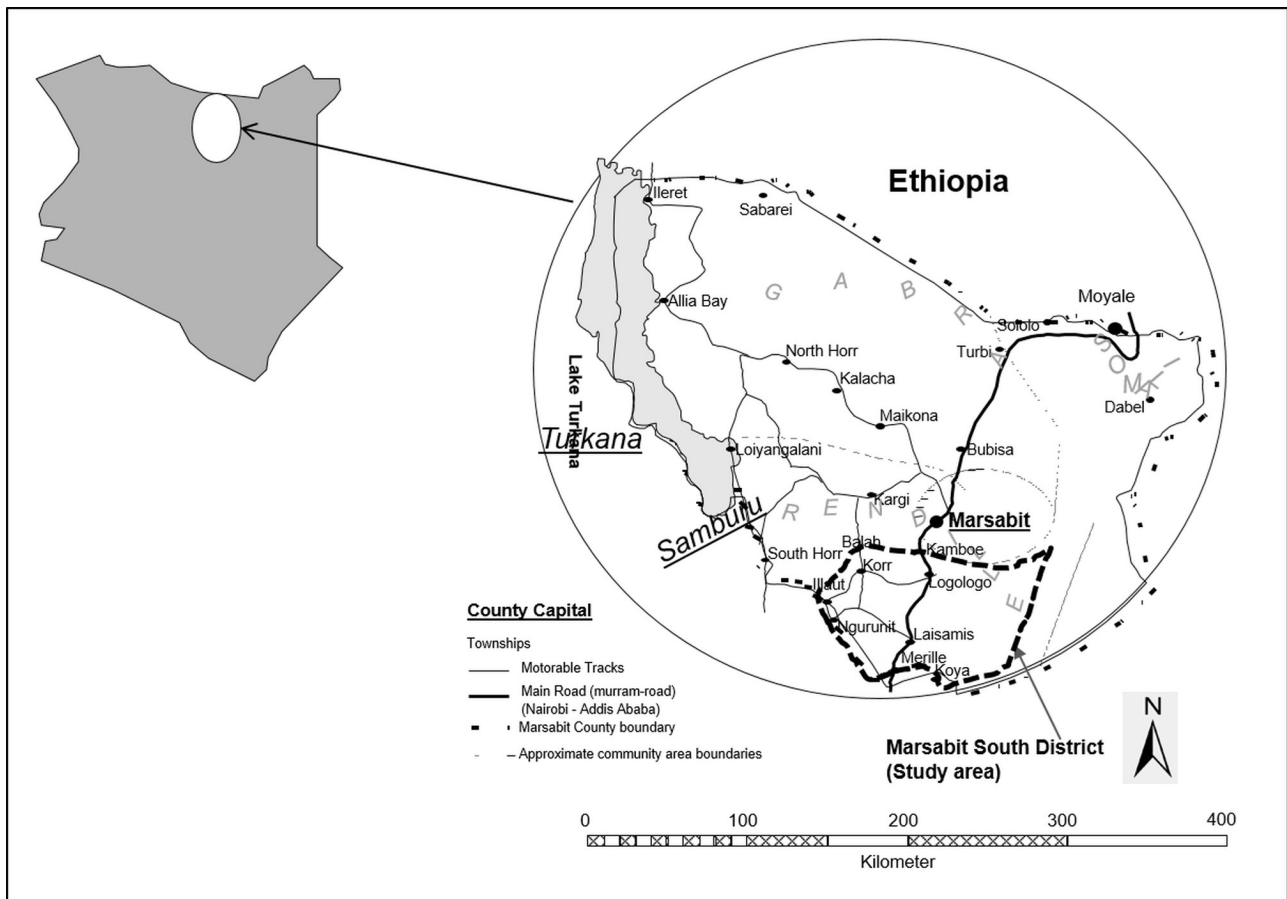 Ethiopia
Ileret
Sabarei
Allia Bay
G A B R A
Moyale
Sololo
Turbi
S O M A L I
Dabel
North Horr
Kalacha
Maikona
Lake Turkana
Turkana
Loiyangalani
Bubisa
Kargi
R E N D I L L E
Marsabit
Samburu
Balah
Kamboe
South Horr
Korr
Illaut
Logologo
Ngurunit
Laisamis
Merille
Koya
County Capital
Townships
Motorable Tracks
Main Road (murram-road)
(Nairobi - Addis Ababa)
Marsabit County boundary
Approximate community area boundaries
Marsabit South District
(Study area)
N
0 100 200 300 400
Kilometer